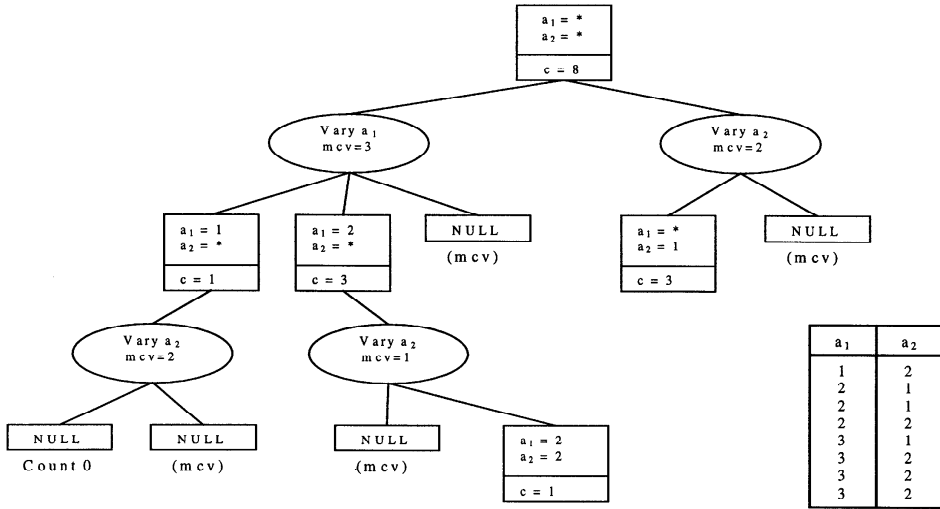 a₁ = *
a₂ = *
c = 8
Vary a₁
mcv=3
Vary a₂
mcv=2
a₁ = 1
a₂ = *
c = 1
a₁ = 2
a₂ = *
c = 3
NULL
(mcv)
a₁ = *
a₂ = 1
c = 3
NULL
(mcv)
Vary a₂
mcv=2
Vary a₂
mcv=1
NULL
Count 0
NULL
(mcv)
NULL
(mcv)
a₁ = 2
a₂ = 2
c = 1
a₁ a₂
1 2
2 1
2 1
2 2
3 1
3 2
3 2
3 2